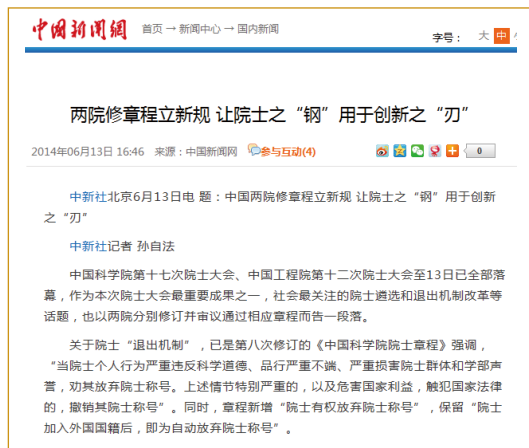 中国新闻網
首页 → 新闻中心 → 国内新闻
字号： 大 中
两院修章程立新规 让院士之“钢”用于创新之“刃”
2014年06月13日 16:46 来源：中国新闻网 参与互动(4) 0
中新社北京6月13日电 题：中国两院修章程立新规 让院士之“钢”用于创新
之“刃”
中新社记者 孙自法
中国科学院第十七次院士大会、中国工程院第十二次院士大会至13日已全部落
幕，作为本次院士大会最重要成果之一，社会最关注的院士遴选和退出机制改革等
话题，也以两院分别修订并审议通过相应章程而告一段落。
关于院士“退出机制”，已是第八次修订的《中国科学院院士章程》强调，
“当院士个人行为严重违反科学道德、品行严重不端、严重损害院士群体和学部声
誉，劝其放弃院士称号。上述情节特别严重的，以及危害国家利益，触犯国家法律
的，撤销其院士称号”。同时，章程新增“院士有权放弃院士称号”，保留“院士
加入外国国籍后，即为自动放弃院士称号”。